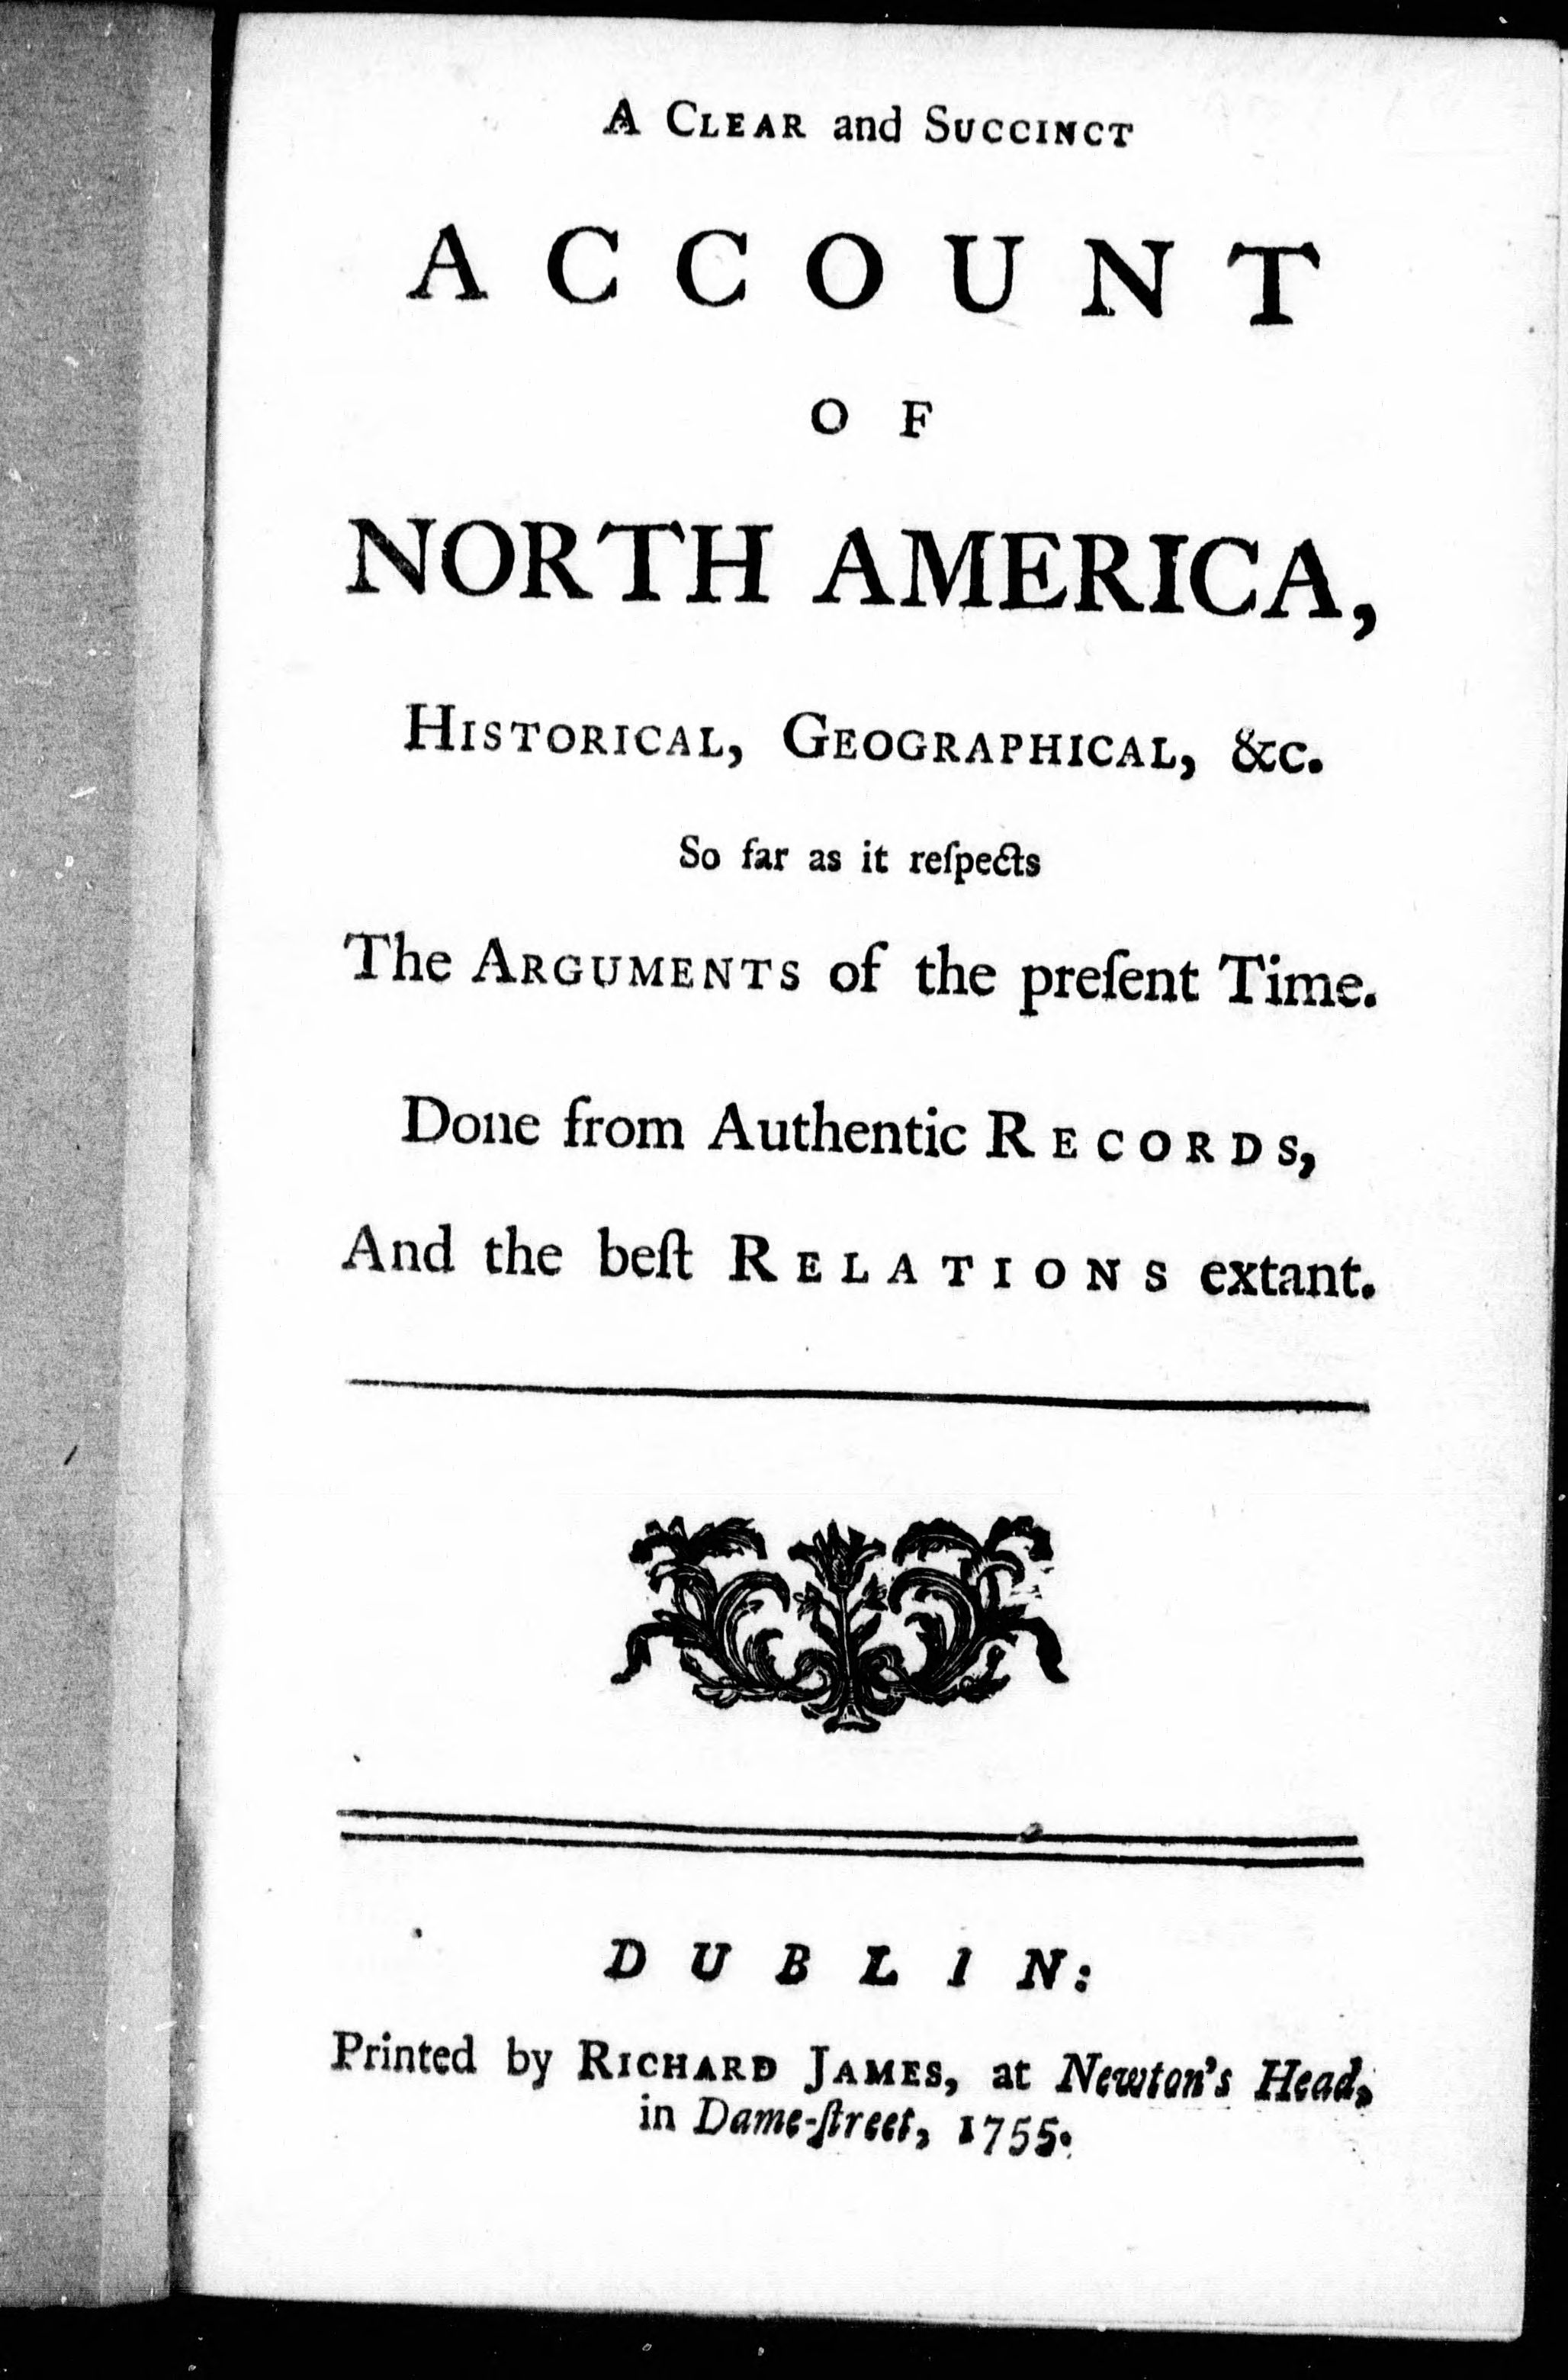 A CLEAR and SUCCINCT
ACCOUNT
OF
NORTH AMERICA,
HISTORICAL, GEOGRAPHICAL, &c.
So far as it reſpects
The ARGUMENTS of the preſent Time.
Done from Authentic RECORDS,
And the beſt RELATIONS extant.
DUBLIN:
Printed by RICHARD JAMES, at Newton's Head,
in Dame-ſtreet, 1755.